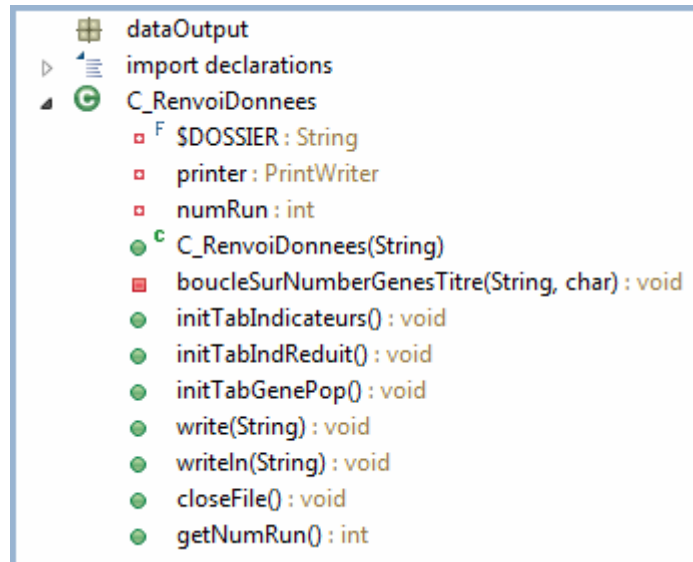 dataOutput
import declarations
C C_RenvoiDonnees
F $DOSSIER : String
printer : PrintWriter
numRun : int
C C_RenvoiDonnees(String)
boucleSurNumberGenesTitre(String, char) : void
initTabIndicateurs() : void
initTabIndReduit() : void
initTabGenePop() : void
write(String) : void
writeln(String) : void
closeFile() : void
getNumRun() : int